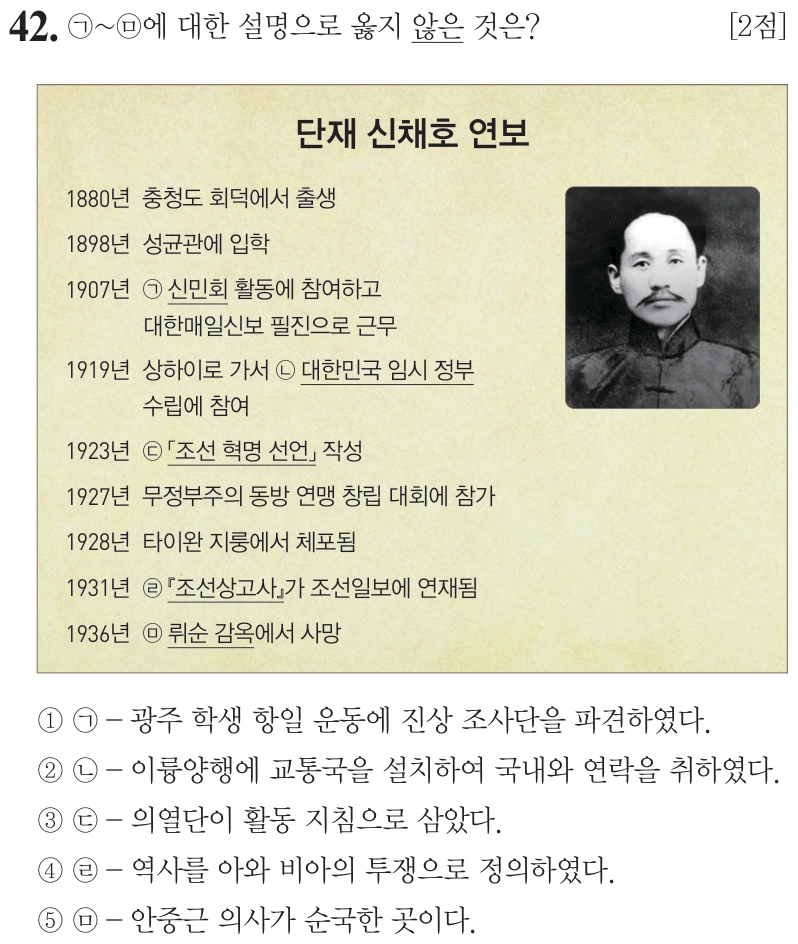 42. ㉠~㉤에 대한 설명으로 옳지 않은 것은? [2점]
단재 신채호 연보
1880년 충청도 회덕에서 출생
1898년 성균관에 입학
1907년 ㉠ 신민회 활동에 참여하고
대한매일신보 필진으로 근무
1919년 상하이로 가서 ㉡ 대한민국 임시 정부
수립에 참여
1923년 ㉢ 「조선 혁명 선언」 작성
1927년 무정부주의 동방 연맹 창립 대회에 참가
1928년 타이완 지룽에서 체포됨
1931년 ㉣ 『조선상고사』가 조선일보에 연재됨
1936년 ㉤ 뤼순 감옥에서 사망
① ㉠ – 광주 학생 항일 운동에 진상 조사단을 파견하였다.
② ㉡ – 이륭양행에 교통국을 설치하여 국내와 연락을 취하였다.
③ ㉢ – 의열단이 활동 지침으로 삼았다.
④ ㉣ – 역사를 아와 비아의 투쟁으로 정의하였다.
⑤ ㉤ – 안중근 의사가 순국한 곳이다.